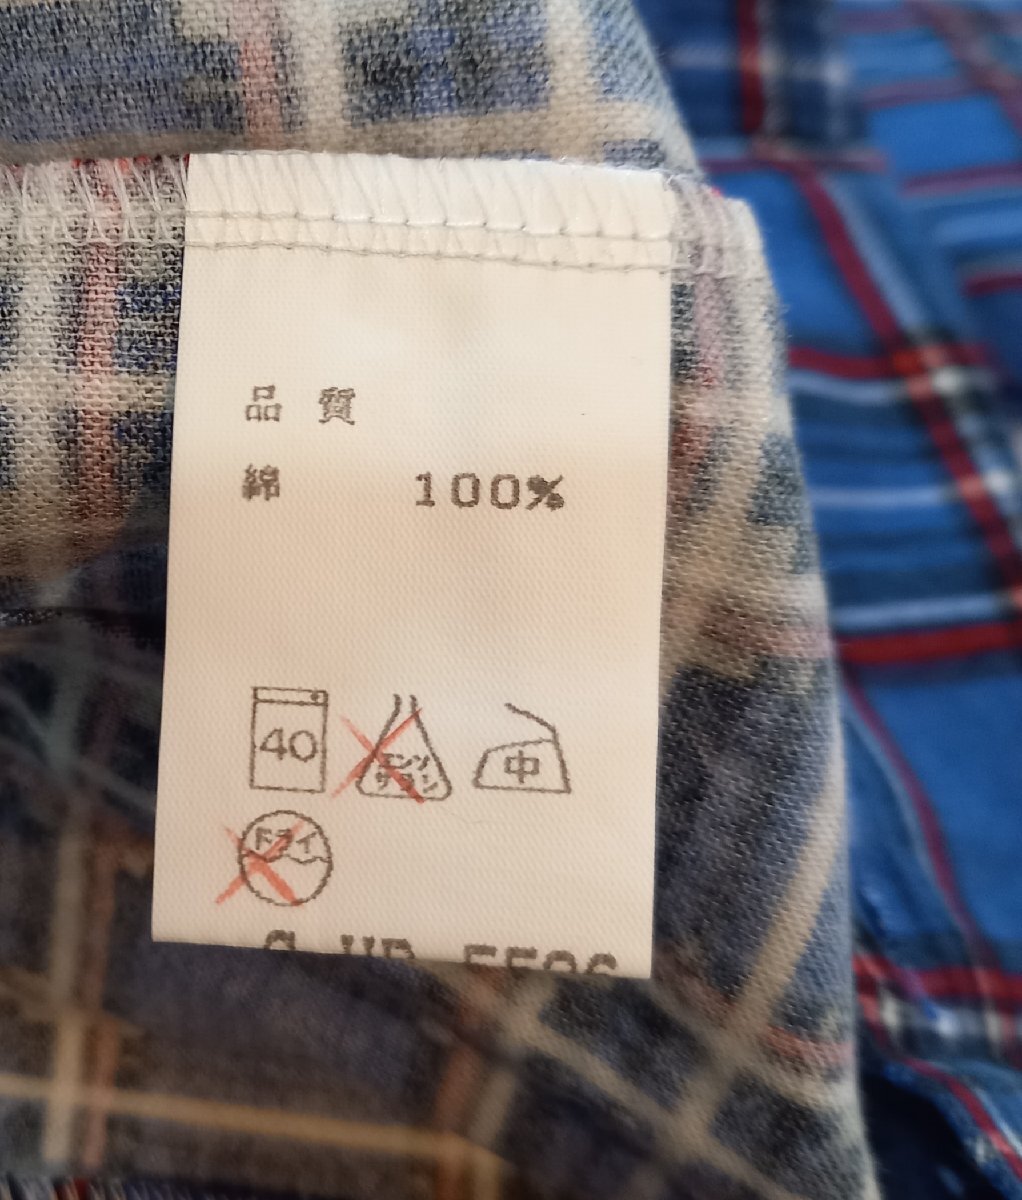 品質
綿 100%
40 エンソサラシ 中
ドライ